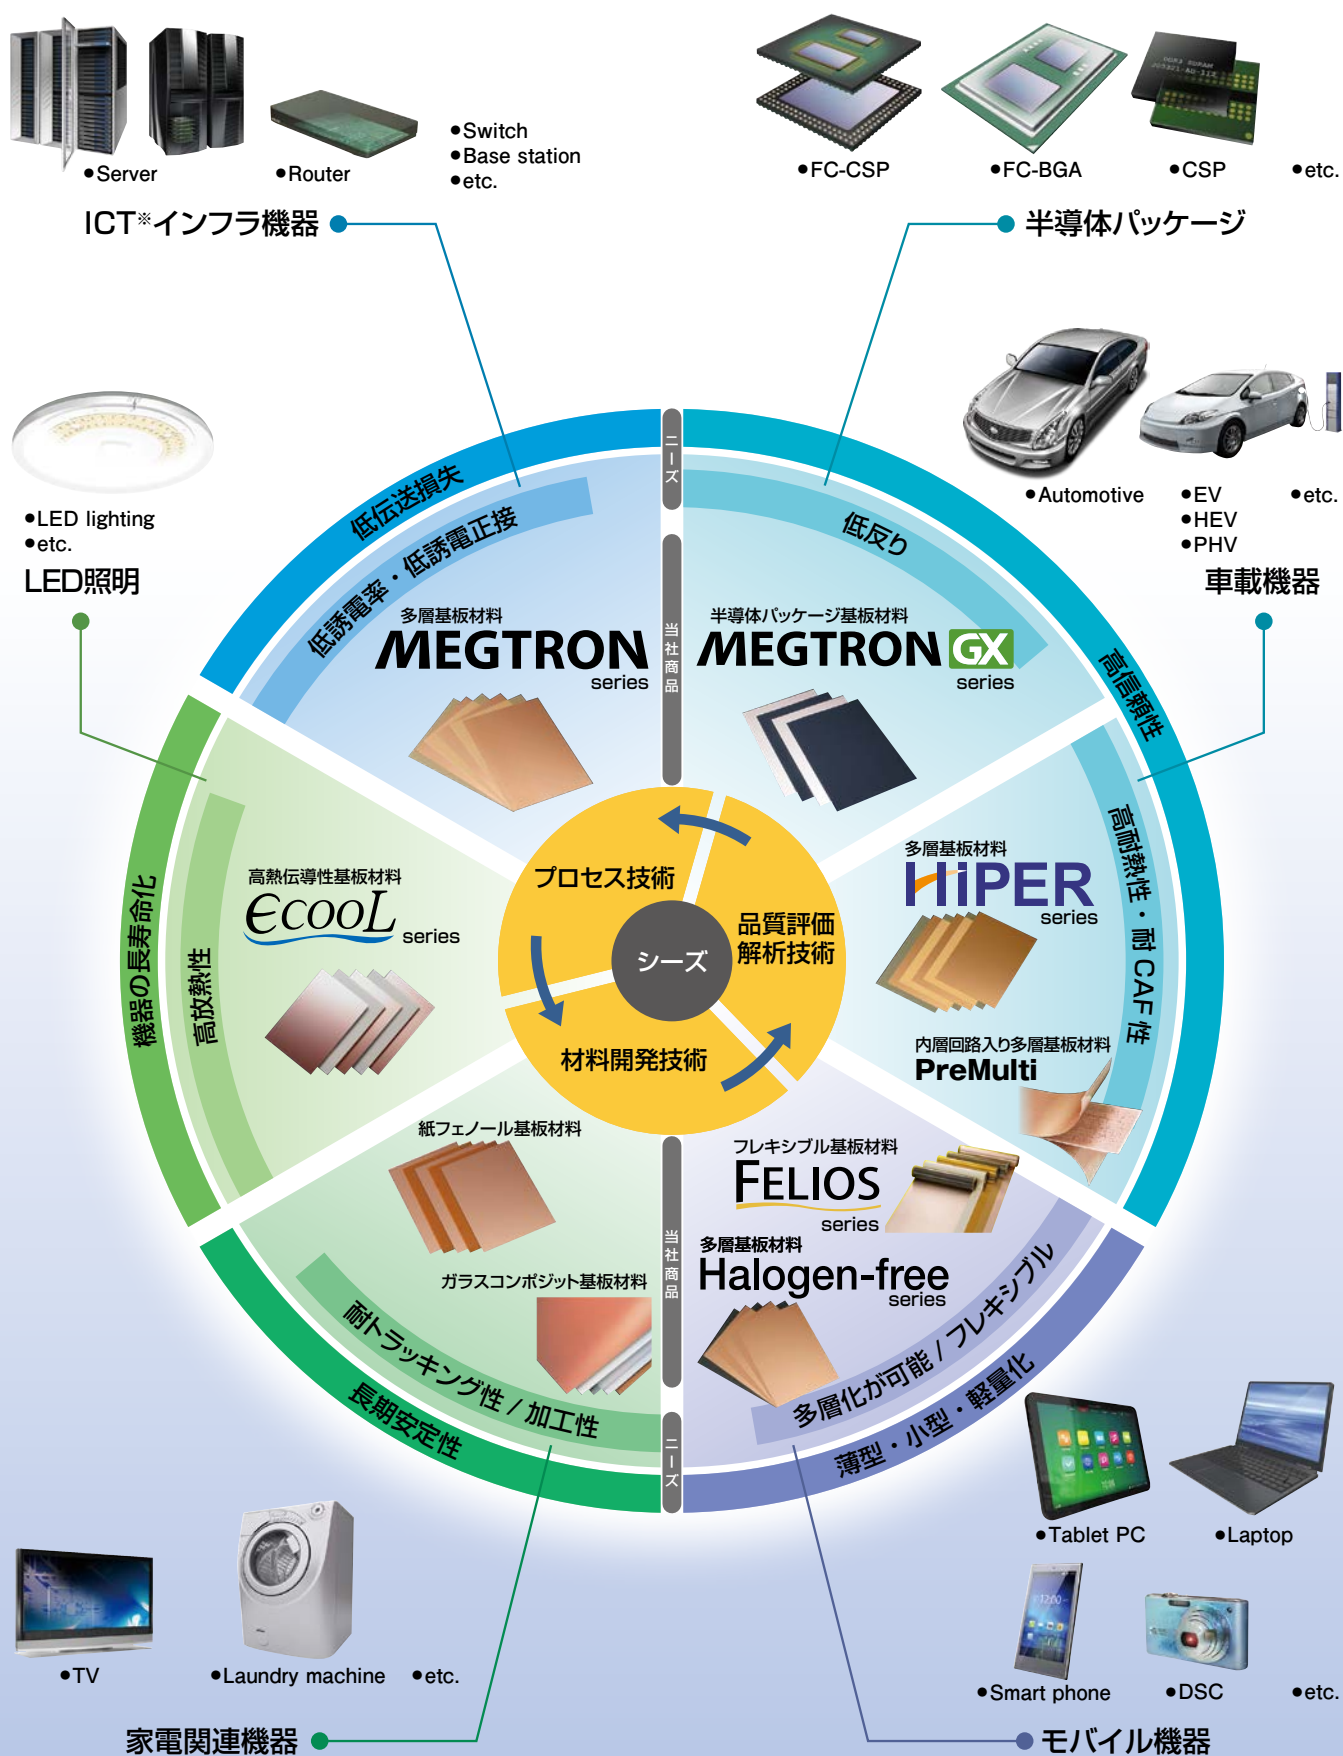 ●Server
●Router
●Switch
●Base station
●etc.
ICT※インフラ機器
●FC-CSP
●FC-BGA
●CSP
●etc.
半導体パッケージ
●LED lighting
●etc.
LED照明
●Automotive
●EV
●HEV
●PHV
●etc.
車載機器
ニーズ
当社商品
低伝送損失
低誘電率・低誘電正接
多層基板材料
MEGTRON
series
低反り
半導体パッケージ基板材料
MEGTRON GX
series
高信頼性
高耐熱性・耐CAF性
多層基板材料
HiPER
series
内層回路入り多層基板材料
PreMulti
機器の長寿命化
高放熱性
高熱伝導性基板材料
ECOOL
series
プロセス技術
品質評価
解析技術
シーズ
材料開発技術
紙フェノール基板材料
ガラスコンポジット基板材料
耐トラッキング性 / 加工性
長期安定性
フレキシブル基板材料
FELIOS
series
多層基板材料
Halogen-free
series
多層化が可能 / フレキシブル
薄型・小型・軽量化
当社商品
ニーズ
●TV
●Laundry machine
●etc.
家電関連機器
●Tablet PC
●Laptop
●Smart phone
●DSC
●etc.
モバイル機器